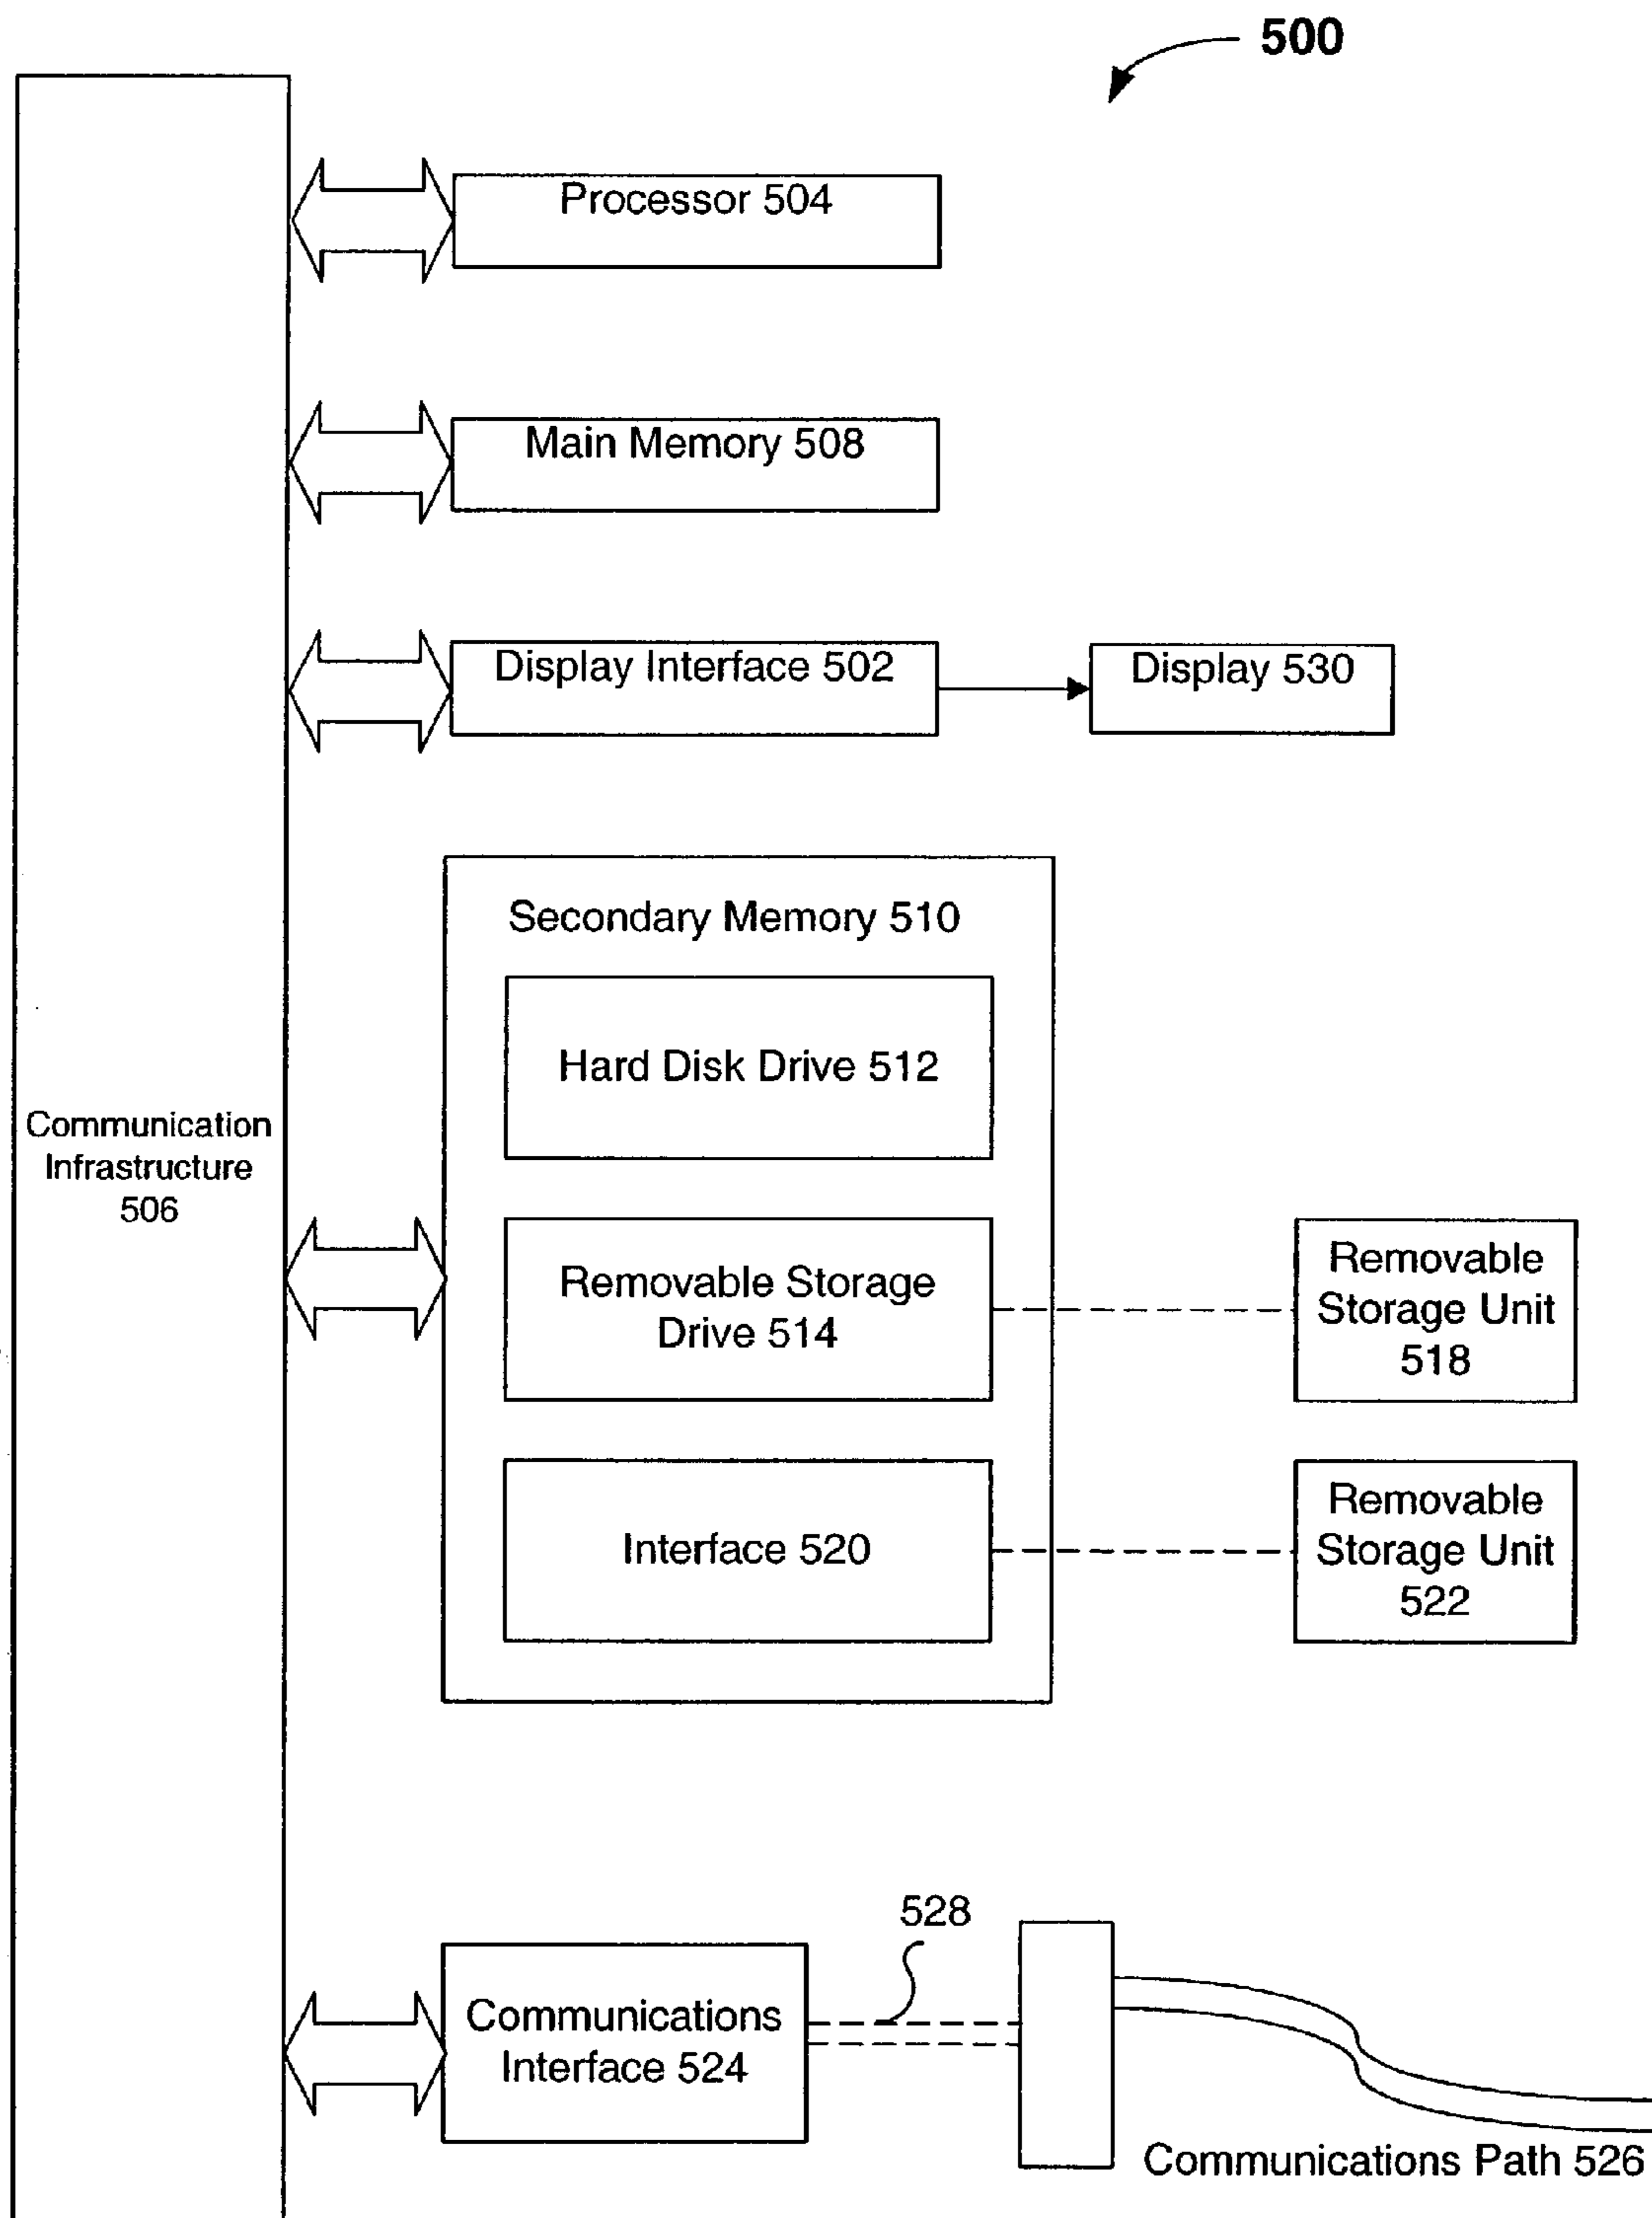 500
Processor 504
Main Memory 508
Display Interface 502
Display 530
Secondary Memory 510
Hard Disk Drive 512
Communication
Infrastructure
506
Removable Storage
Drive 514
Removable
Storage Unit
518
Interface 520
Removable
Storage Unit
522
528
Communications
Interface 524
Communications Path 526